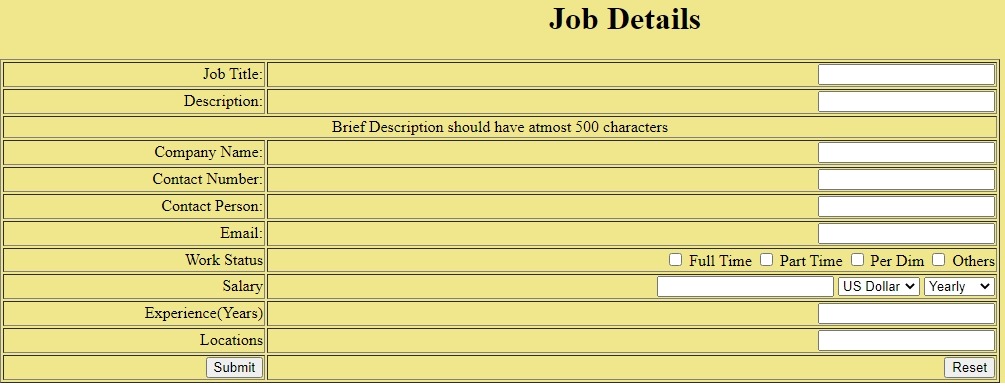 Job Details
Job Title:
Description:
Brief Description should have atmost 500 characters
Company Name:
Contact Number:
Contact Person:
Email:
Work Status Full Time Part Time Per Dim Others
Salary US Dollar Yearly
Experience(Years)
Locations
Submit Reset